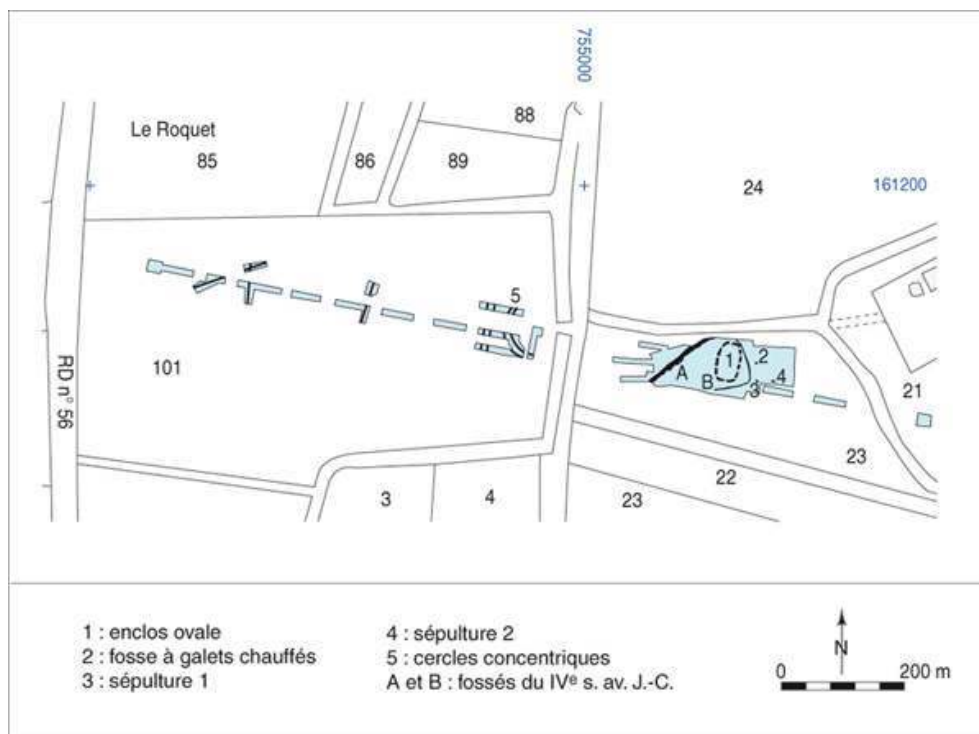 755000
88
Le Roquet
85
86
89
24
161200
5
101
RD n° 56
A
B
1
2
3
4
21
23
22
3
4
23
1 : enclos ovale
2 : fosse à galets chauffés
3 : sépulture 1
4 : sépulture 2
5 : cercles concentriques
A et B : fossés du IVe s. av. J.-C.
N
0 200 m